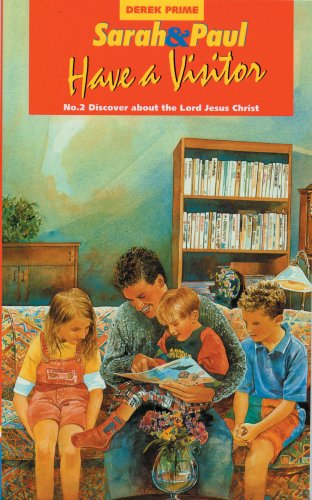 DEREK PRIME
Sarah&Paul
Have a Visitor
No.2 Discover about the Lord Jesus Christ